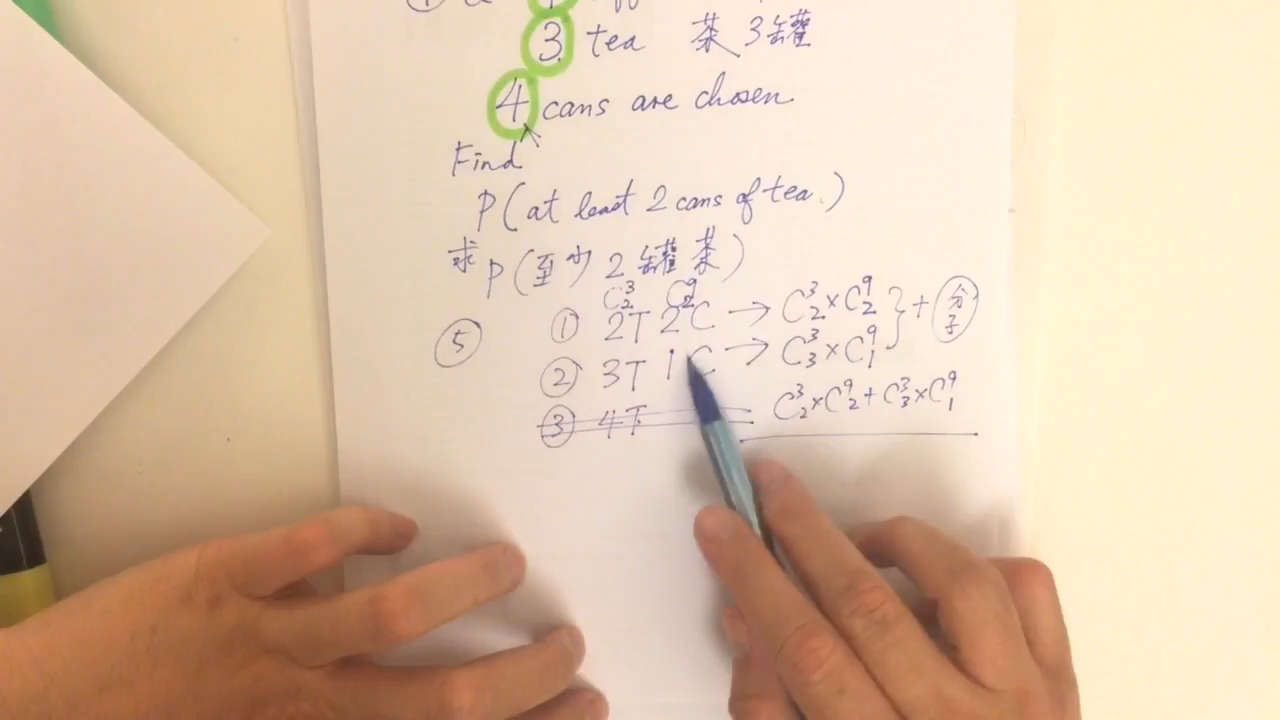 3 tea 茶 3罐
4 cans are chosen
Find
P(at least 2 cans of tea.)
求 P(至少 2 罐茶)
C³₂ C⁹₂
⑤ ① 2T 2C → C³₂×C⁹₂ } + 分子
② 3T 1C → C³₃×C⁹₁
③ 4T
C³₂×C⁹₂+C³₃×C⁹₁